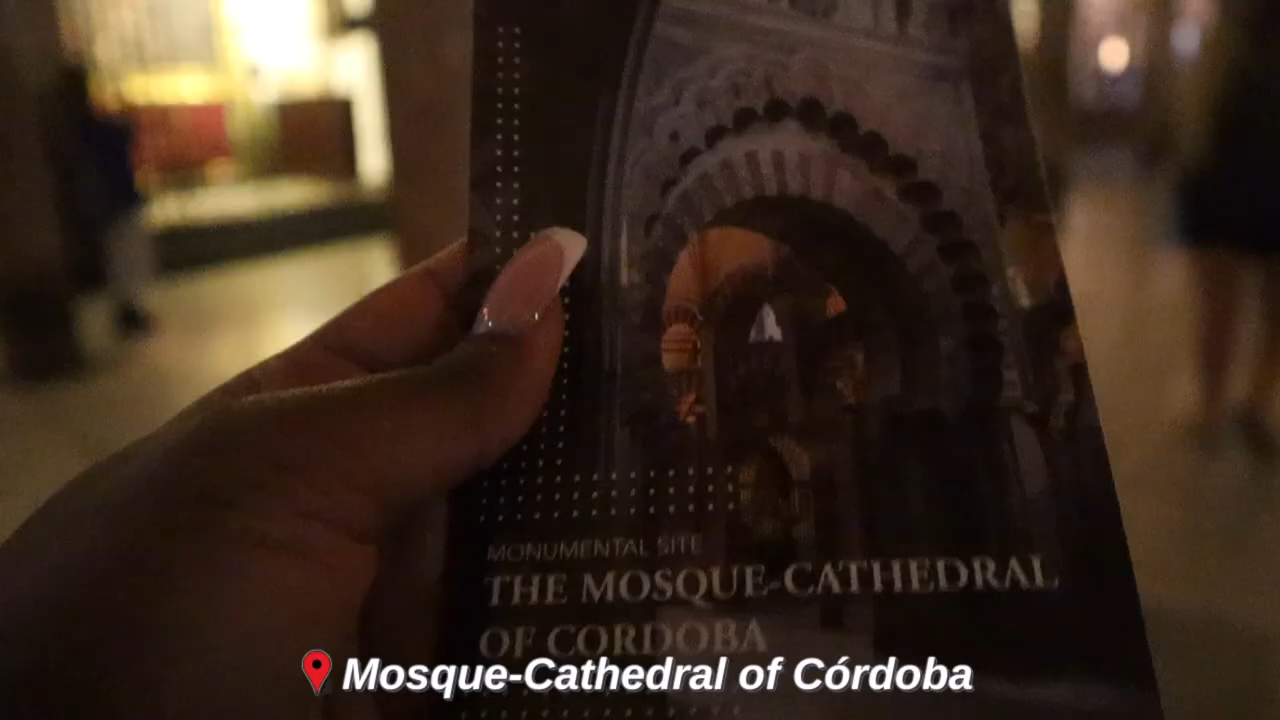 MONUMENTAL SITE
THE MOSQUE-CATHEDRAL
OF CORDOBA
Mosque-Cathedral of Córdoba